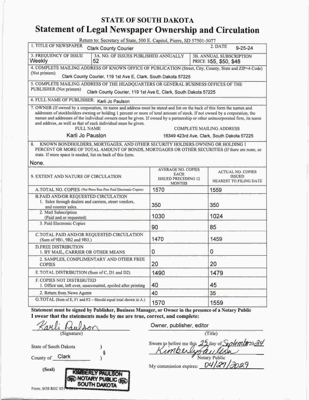 STATE OF SOUTH DAKOTA
Statement of Legal Newspaper Ownership and Circulation
Return to: Secretary of State, 500 E. Capitol, Pierre, SD 57501-5077
1. TITLE OF NEWSPAPER Clark County Courier 2. DATE 9-25-24
3. FREQUENCY OF ISSUE Weekly 3A. NO. OF ISSUES PUBLISHED ANNUALLY 52 3B. ANNUAL SUBSCRIPTION PRICE $55, $50, $48
4. COMPLETE MAILING ADDRESS OF KNOWN OFFICE OF PUBLICATION (Street, City, County, State and ZIP+4 Code)
(Not printers) Clark County Courier, 119 1st Ave E, Clark, South Dakota 57225
5. COMPLETE MAILING ADDRESS OF THE HEADQUARTERS OR GENERAL BUSINESS OFFICES OF THE
PUBLISHER (Not printers) Clark County Courier, 119 1st Ave E, Clark, South Dakota 57225
6. FULL NAME OF PUBLISHER: Karli Jo Paulson
7. OWNER (If owned by a corporation, its name and address must be stated and list on the back of this form the names and
addresses of stockholders owning or holding 1 percent or more of total amount of stock. If not owned by a corporation, the
names and addresses of the individual owners must be given. If owned by a partnership or other unincorporated firm, its name
and address, as well as that of each individual must be given.
FULL NAME COMPLETE MAILING ADDRESS
Karli Jo Paulson 16940 423rd Ave, Clark, South Dakota 57225
8. KNOWN BONDHOLDERS, MORTGAGES, AND OTHER SECURITY HOLDERS OWNING OR HOLDING 1
PERCENT OR MORE OF TOTAL AMOUNT OF BONDS, MORTGAGES OR OTHER SECURITIES (If there are none, so
state. If more space is needed, list on back of this form.
None.
9. EXTENT AND NATURE OF CIRCULATION AVERAGE NO. COPIES EACH ISSUED PRECEDING 12 MONTHS ACTUAL NO. COPIES ISSUED NEAREST TO FILING DATE
A. TOTAL NO. COPIES (Net Press Run Plus Paid Electronic Copies) 1570 1559
B. PAID AND/OR REQUESTED CIRCULATION
1. Sales through dealers and carriers, street vendors,
and counter sales. 350 350
2. Mail Subscription
(Paid and/or requested) 1030 1024
3. Paid Electronic Copies 90 85
C. TOTAL PAID AND/OR REQUESTED CIRCULATION
(Sum of 9B1, 9B2 and 9B3.) 1470 1459
D. FREE DISTRIBUTION
1. BY MAIL, CARRIER OR OTHER MEANS 0 0
2. SAMPLES, COMPLIMENTARY AND OTHER FREE
COPIES 20 20
E. TOTAL DISTRIBUTION (Sum of C, D1 and D2) 1490 1479
F. COPIES NOT DISTRIBUTED
1. Office use, left over, unaccounted, spoiled after printing 40 45
2. Return from News Agents 40 35
G. TOTAL (Sum of E, F1 and F2 – Should equal total shown in A.) 1570 1559
Statement must be signed by Publisher, Business Manager, or Owner in the presence of a Notary Public
I swear that the statements made by me are true, correct, and complete:
Karli Paulson Owner, publisher, editor
(Signature) (Title)
State of South Dakota )
County of Clark )
§
Sworn to before me this 25 day of September 24
Kimberly Paulson
Notary Public
(Seal) My commission expires: 04/27/2029
KIMBERLY PAULSON
NOTARY PUBLIC
SOUTH DAKOTA